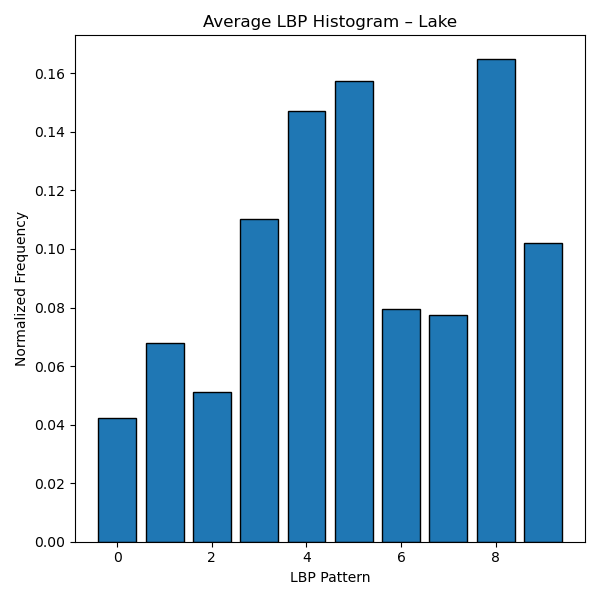 Average LBP Histogram – Lake
Normalized Frequency
0.16
0.14
0.12
0.10
0.08
0.06
0.04
0.02
0.00
0 2 4 6 8
LBP Pattern